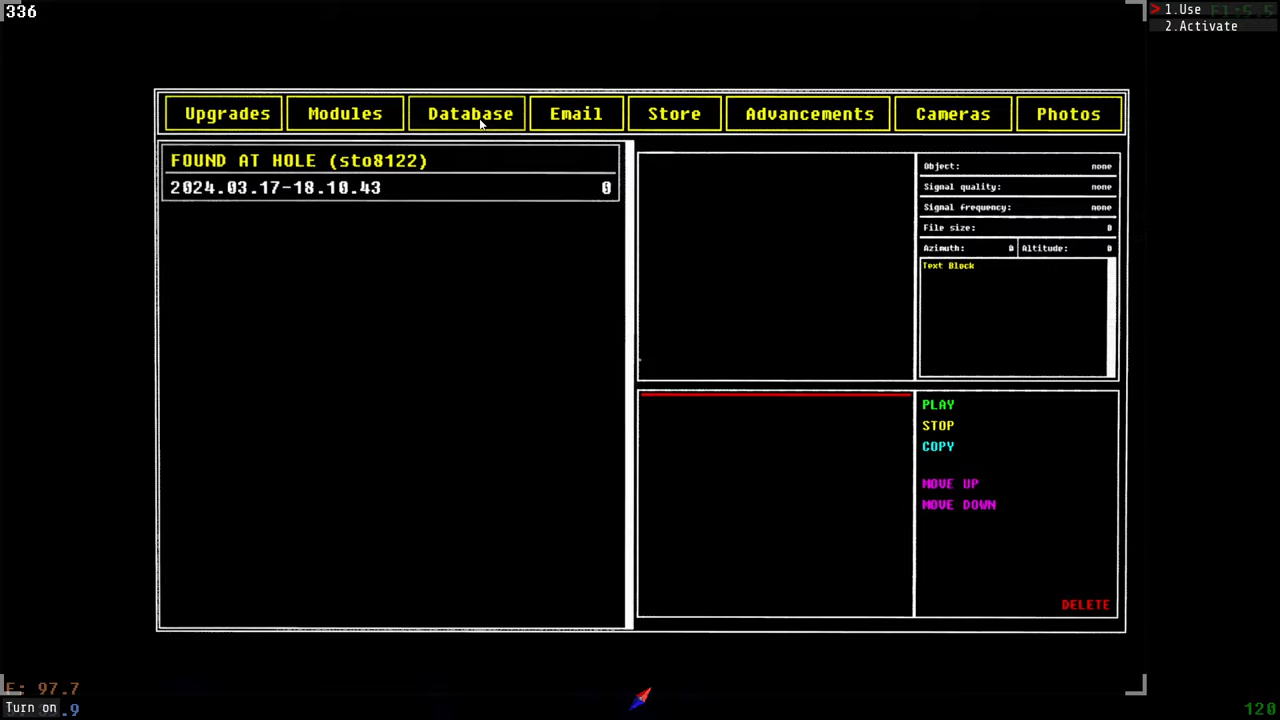 336
1.Use
2.Activate
Upgrades Modules Database Email Store Advancements Cameras Photos
FOUND AT HOLE (sto8122)
2024.03.17-18.10.43 0
Object: none
Signal quality: none
Signal frequency: none
File size: 0
Azimuth: 0 Altitude: 0
Text Block
PLAY
STOP
COPY
MOVE UP
MOVE DOWN
DELETE
97.7
Turn on .9
120